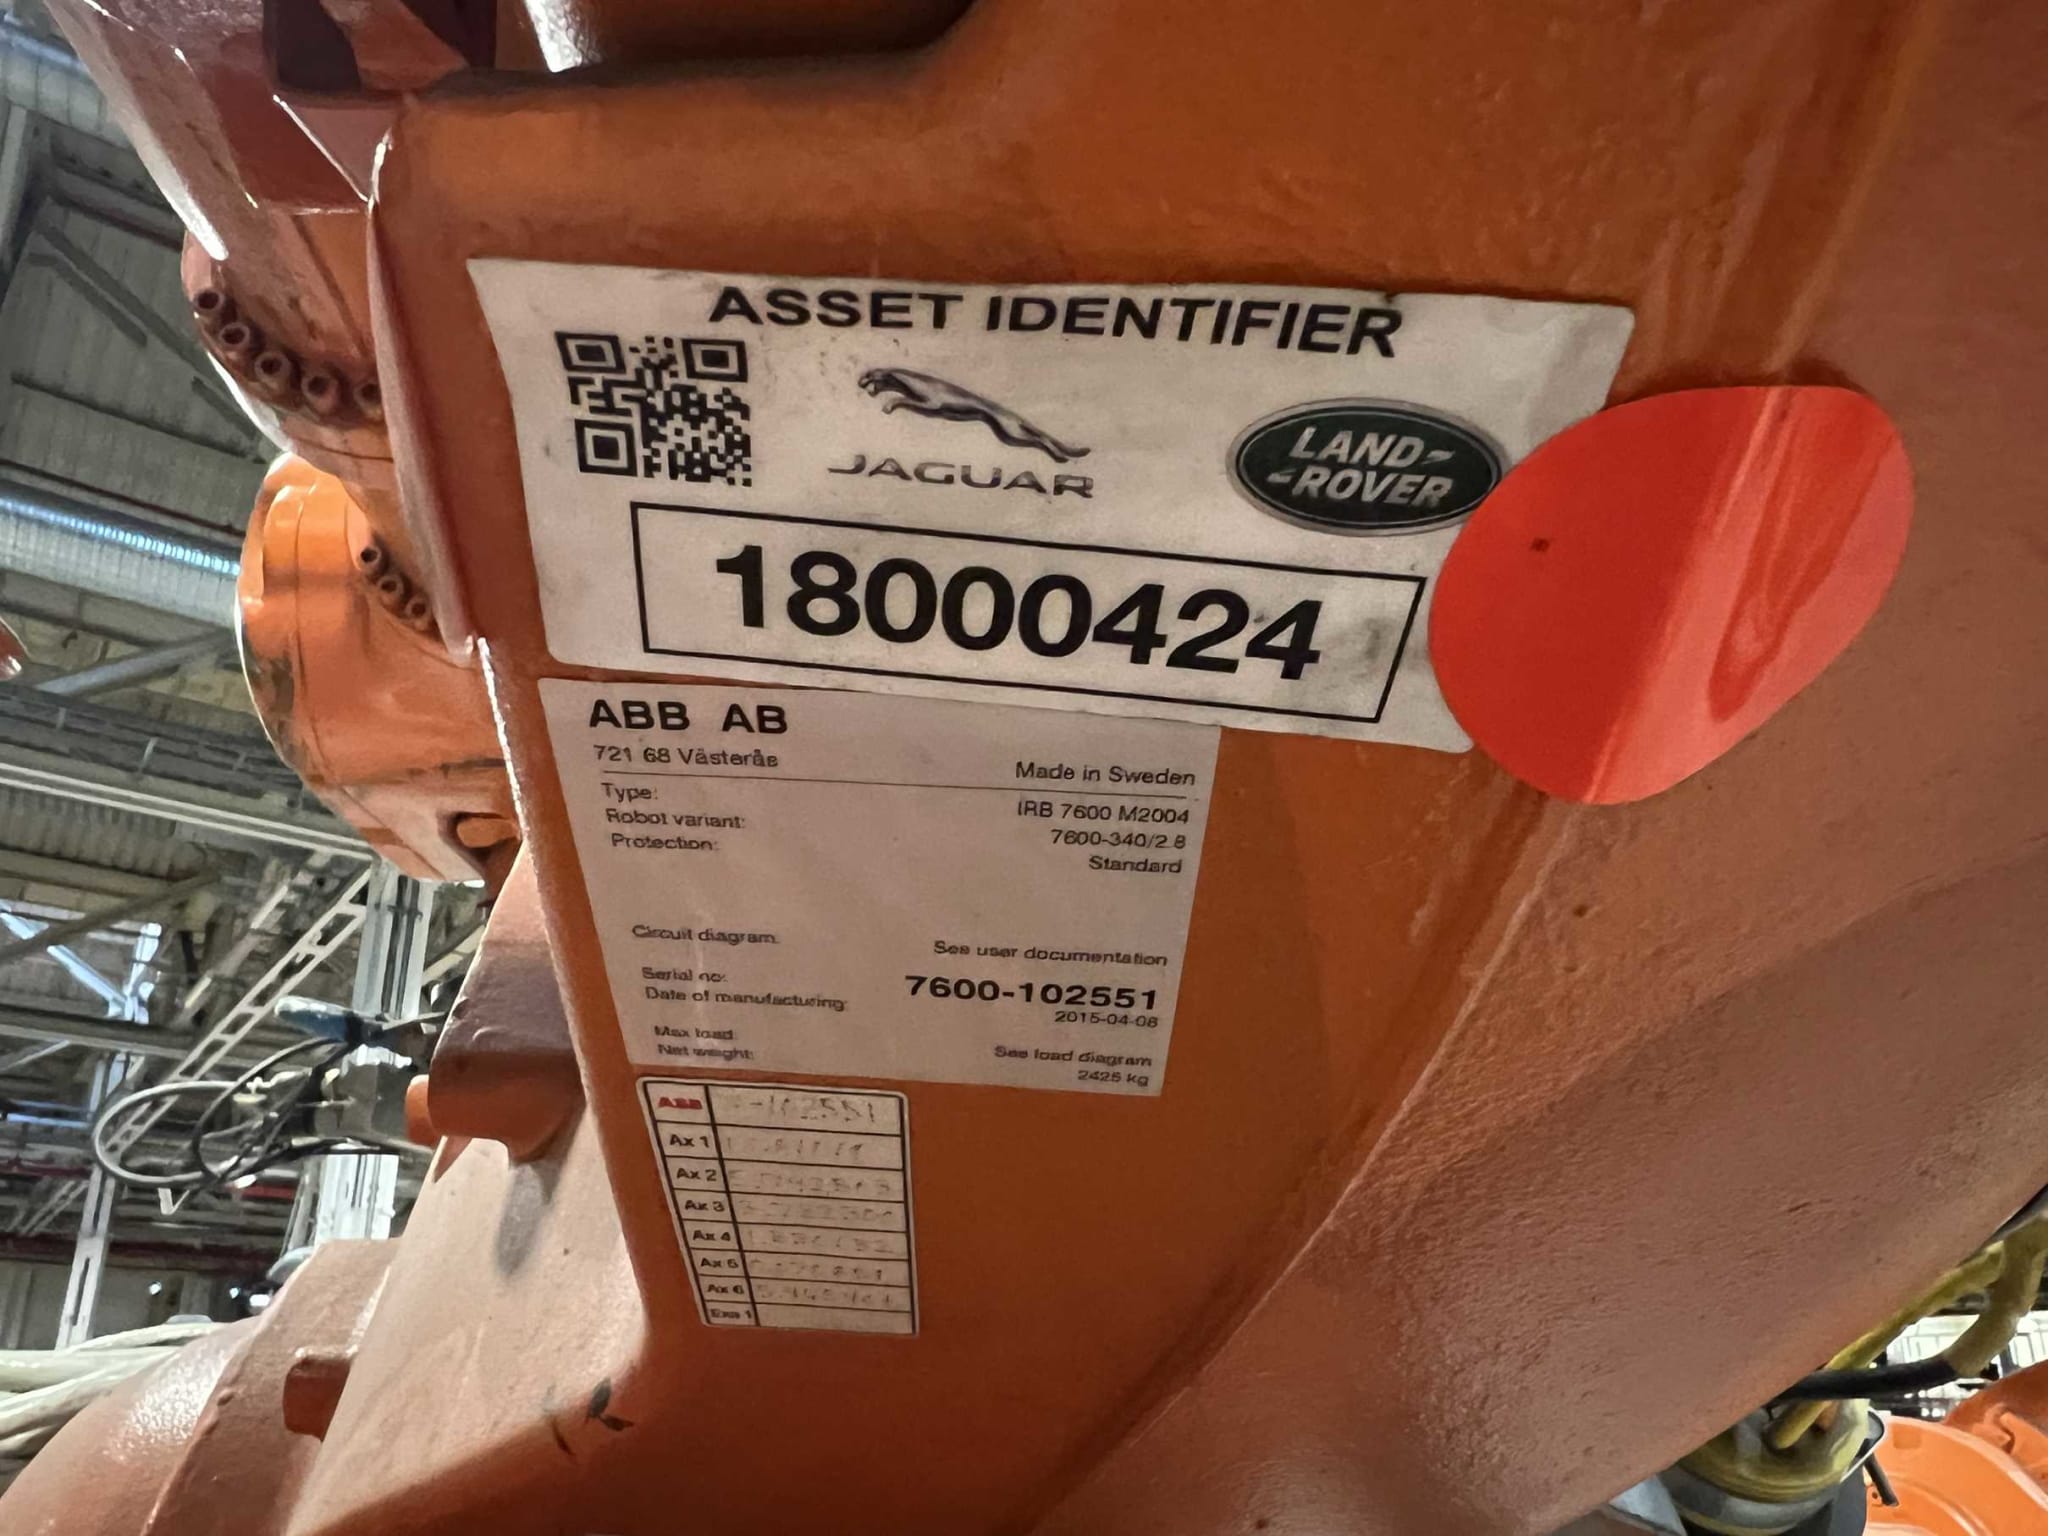 ASSET IDENTIFIER
JAGUAR
LAND-
-ROVER
18000424
ABB AB
721 68 Västerås
Made in Sweden
Type: IRB 7600 M2004
Robot variant: 7600-340/2.8
Protection: Standard
Circuit diagram: See user documentation
Serial no: 7600-102551
Date of manufacturing: 2015-04-08
Max load: See load diagram
Net weight: 2425 kg
ABB -102551
Ax 1
Ax 2
Ax 3
Ax 4
Ax 5
Ax 6
Exa 1